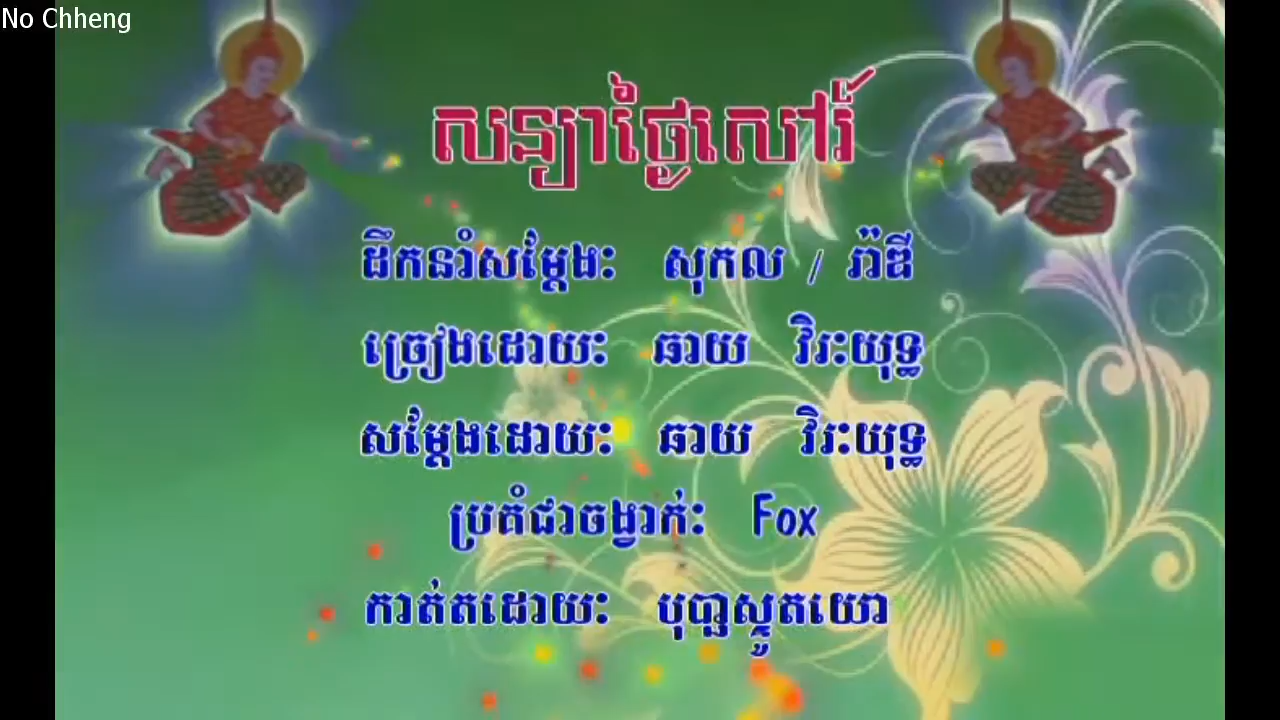 No Chheng
សន្យាថ្ងៃសៅរ៍
ដឹកនាំសម្ដែងៈ សុកល / រ៉ាឌី
ច្រៀងដោយៈ ឆាយ វិរៈយុទ្ធ
សម្ដែងដោយៈ ឆាយ វិរៈយុទ្ធ
ប្រគំជាចង្វាក់ៈ Fox
កាត់តដោយៈ បុប្ផាស្ទូតយោ